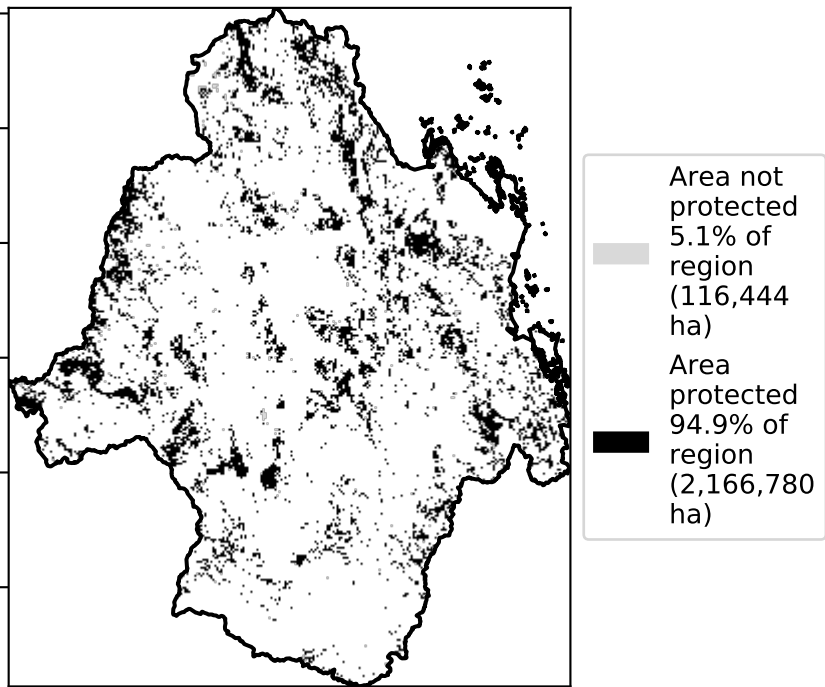 Area not
protected
5.1% of
region
(116,444
ha)
Area
protected
94.9% of
region
(2,166,780
ha)